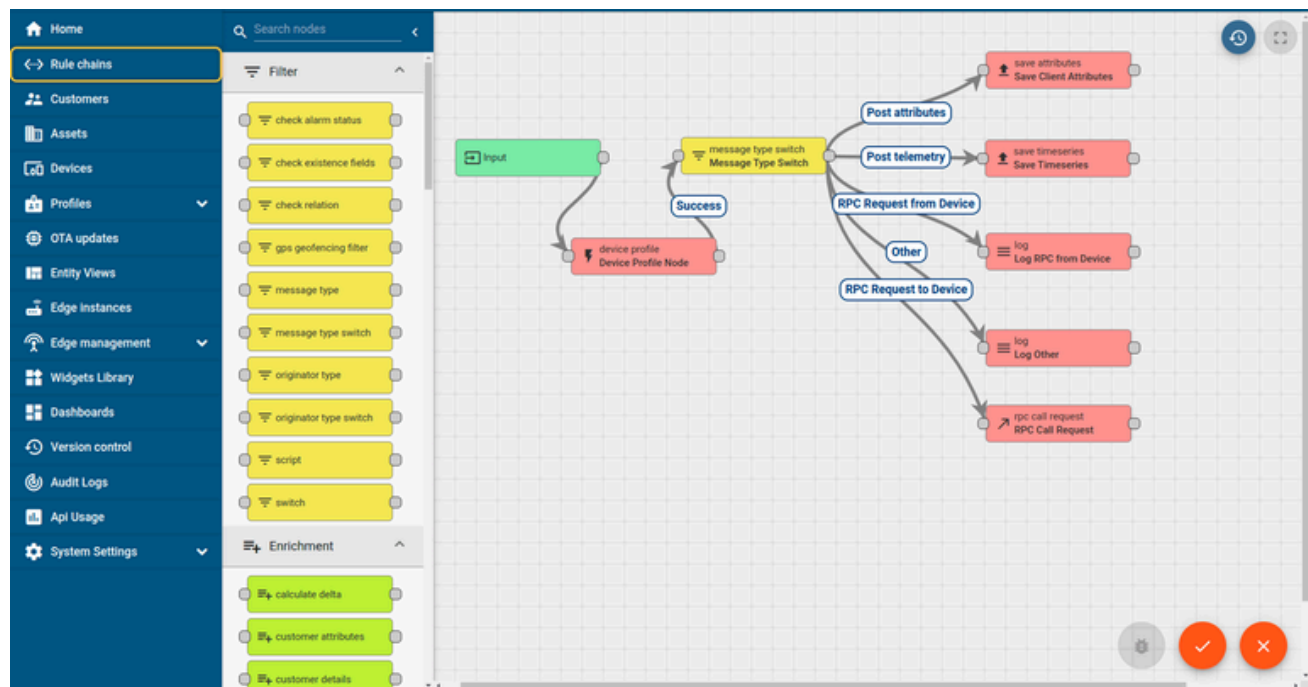 Home
Rule chains
Customers
Assets
Devices
Profiles
OTA updates
Entity Views
Edge instances
Edge management
Widgets Library
Dashboards
Version control
Audit Logs
Api Usage
System Settings
Search nodes
Filter
check alarm status
check existence fields
check relation
gps geofencing filter
message type
message type switch
originator type
originator type switch
script
switch
Enrichment
calculate delta
customer attributes
customer details
Input
device profile
Device Profile Node
Success
message type switch
Message Type Switch
Post attributes
Post telemetry
RPC Request from Device
Other
RPC Request to Device
save attributes
Save Client Attributes
save timeseries
Save Timeseries
log
Log RPC from Device
log
Log Other
rpc call request
RPC Call Request